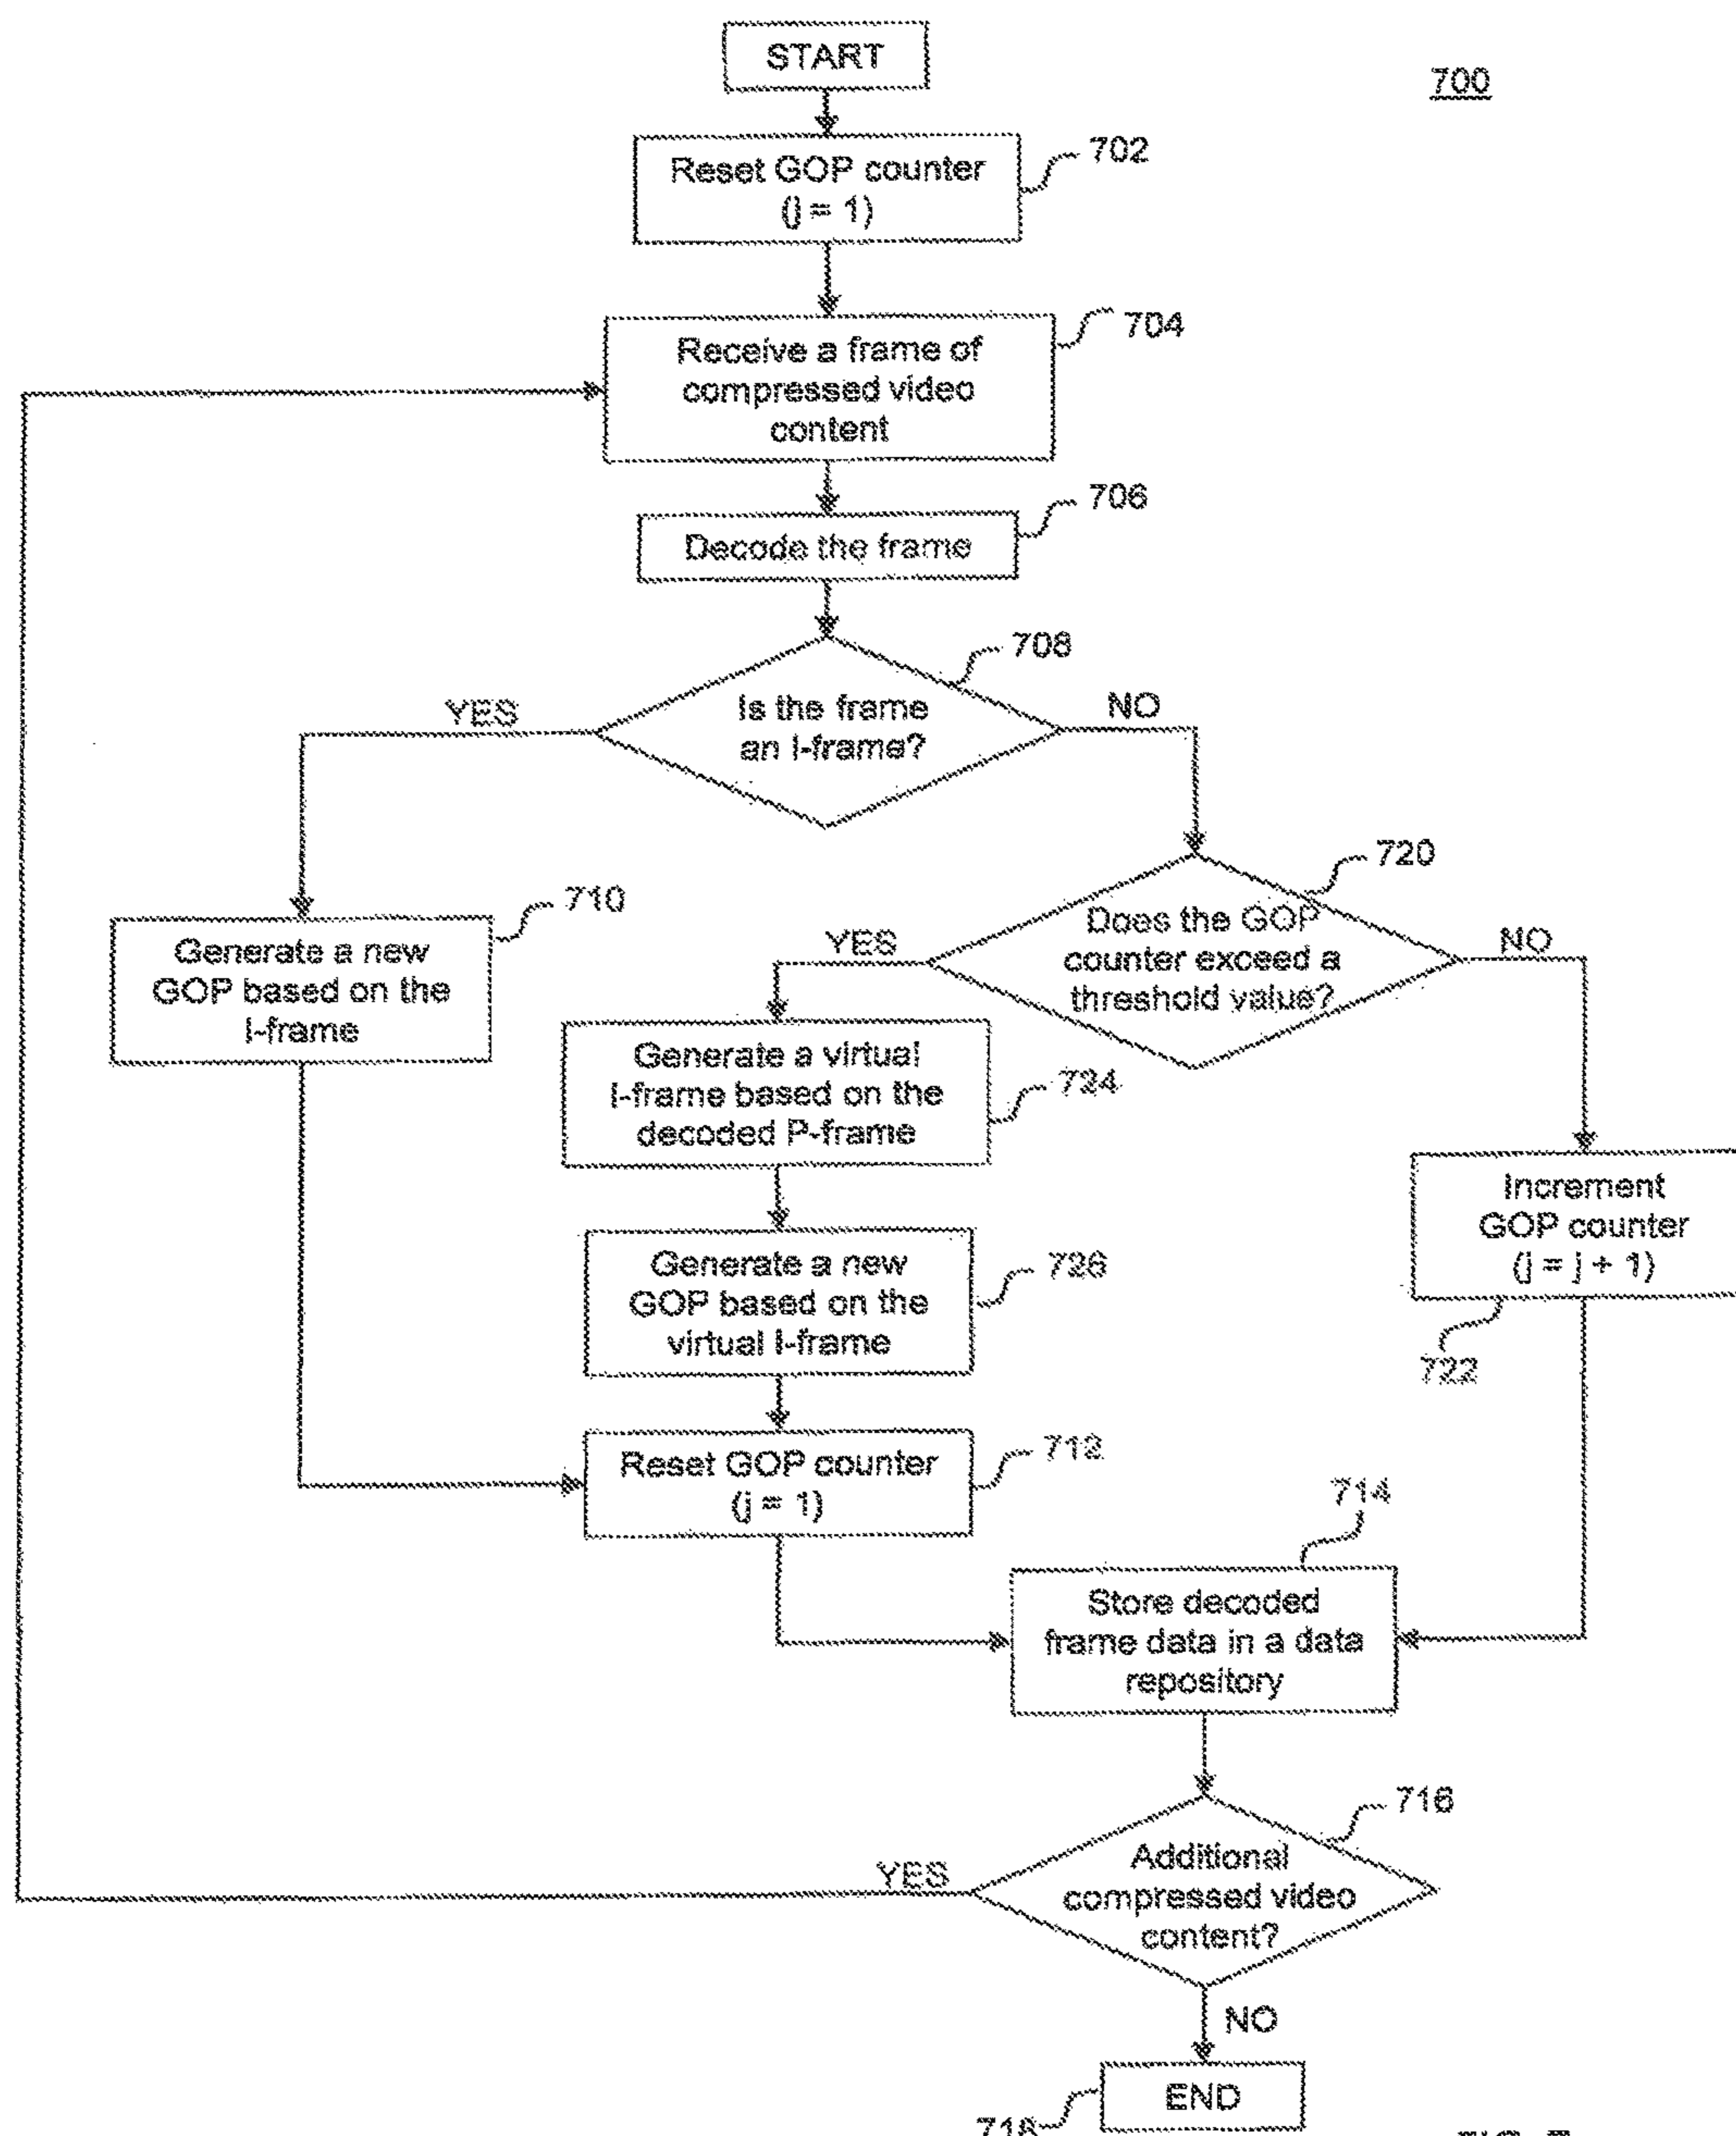 START
700
Reset GOP counter
(j = 1)
702
Receive a frame of
compressed video
content
704
Decode the frame
706
Is the frame
an I-frame?
708
YES
NO
Generate a new
GOP based on the
I-frame
710
Does the GOP
counter exceed a
threshold value?
720
YES
NO
Generate a virtual
I-frame based on the
decoded P-frame
724
Increment
GOP counter
(j = j + 1)
722
Generate a new
GOP based on the
virtual I-frame
726
Reset GOP counter
(j = 1)
712
Store decoded
frame data in a data
repository
714
Additional
compressed video
content?
716
YES
NO
END
718